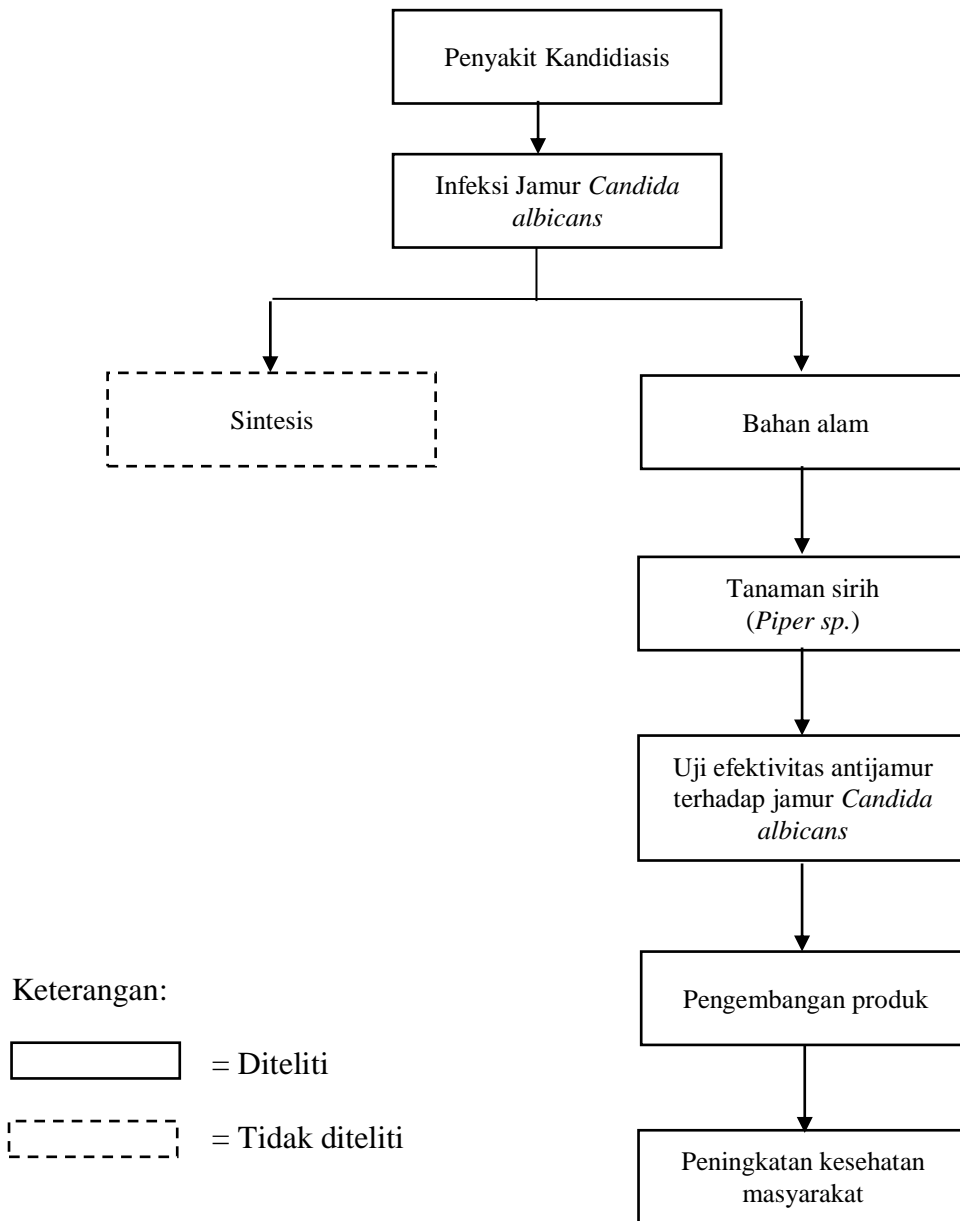 Penyakit Kandidiasis
Infeksi Jamur Candida
albicans
Sintesis
Bahan alam
Tanaman sirih
(Piper sp.)
Uji efektivitas antijamur
terhadap jamur Candida
albicans
Pengembangan produk
Peningkatan kesehatan
masyarakat
Keterangan:
= Diteliti
= Tidak diteliti